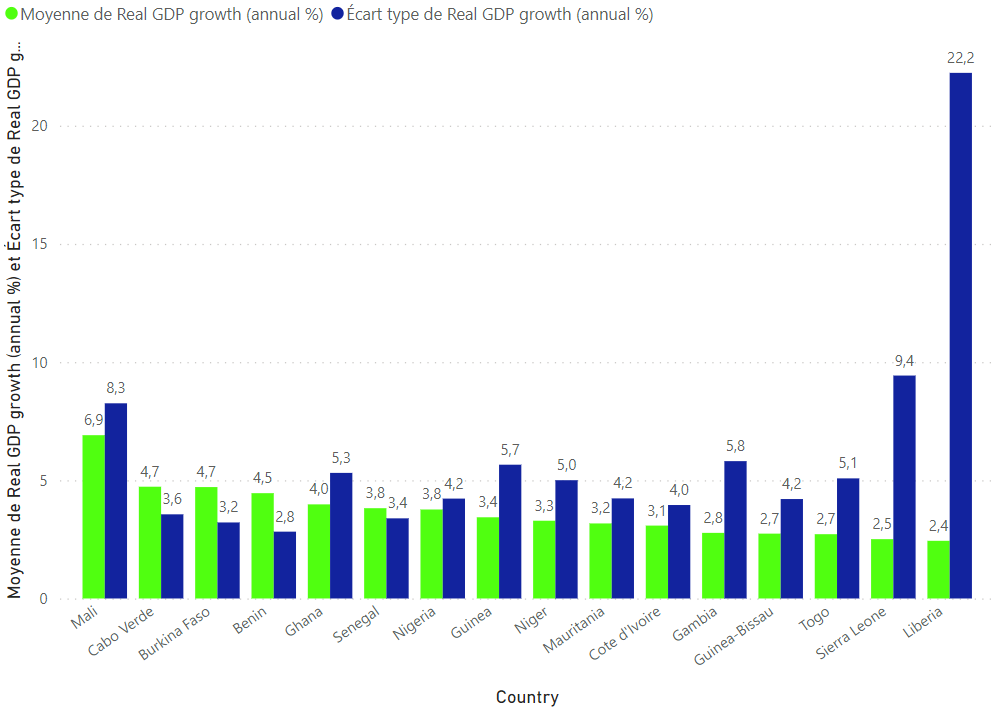 Moyenne de Real GDP growth (annual %) Écart type de Real GDP growth (annual %)
Moyenne de Real GDP growth (annual %) et Écart type de Real GDP g...
20
15
10
5
0
6,9 8,3
4,7 3,6
4,7 3,2
4,5 2,8
4,0 5,3
3,8 3,4
3,8 4,2
3,4 5,7
3,3 5,0
3,2 4,2
3,1 4,0
2,8 5,8
2,7 4,2
2,7 5,1
2,5 9,4
2,4 22,2
Mali
Cabo Verde
Burkina Faso
Benin
Ghana
Senegal
Nigeria
Guinea
Niger
Mauritania
Cote d'Ivoire
Gambia
Guinea-Bissau
Togo
Sierra Leone
Liberia
Country